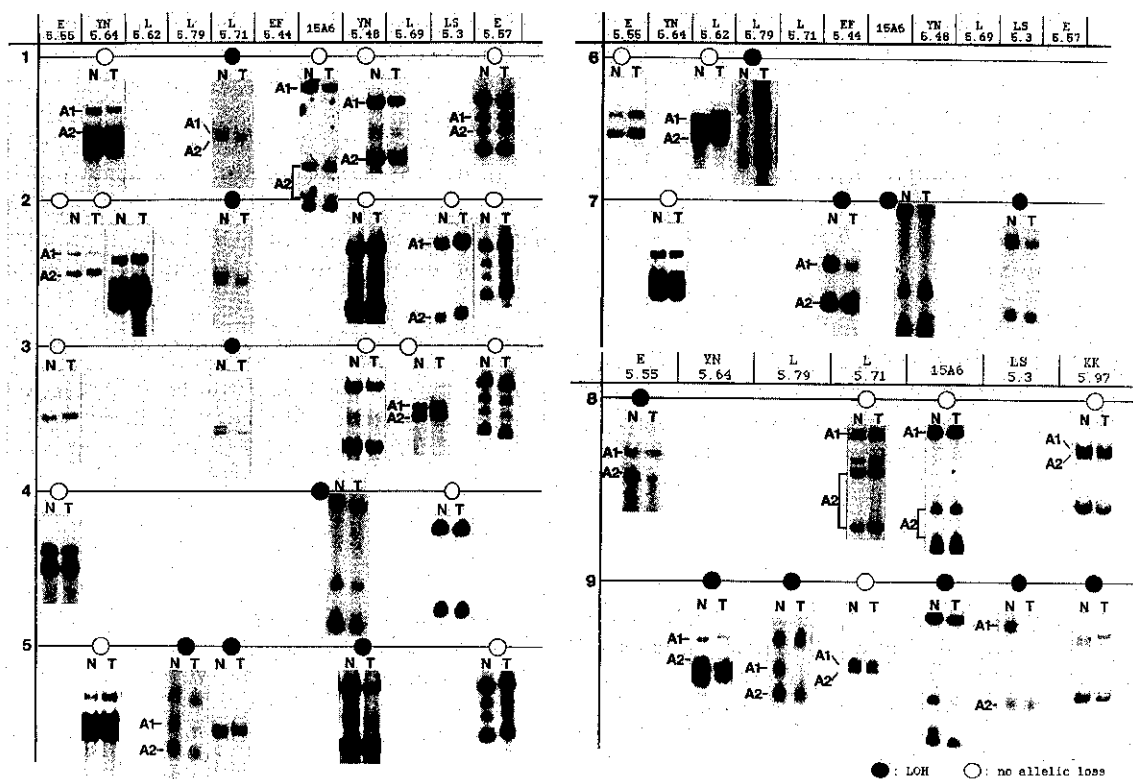 E YN L L L EF 15A6 YN L LS E
5.55 5.64 5.62 5.79 5.71 5.44 5.48 5.69 5.3 5.57
1
N T N T N T N T N T
A1
A2
A1
A2
A1
A2
A1
A2
A1
A2
2
N T N T N T N T N T N T
A1
A2
A1
A2
3
N T N T N T N T N T
A1
A2
4
N T N T N T
5
N T N T N T N T N T
A1
A2
E YN L L L EF 15A6 YN L LS E
5.55 5.64 5.62 5.79 5.71 5.44 5.48 5.69 5.3 5.57
6
N T N T N T
A1
A2
7
N T N T N T N T
A1
A2
E YN L L 15A6 LS KK
5.55 5.64 5.79 5.71 5.3 5.97
8
N T N T N T N T
A1
A2
A1
A2
A1
A2
A1
A2
9
N T N T N T N T N T N T
A1
A2
A1
A2
A1
A2
A1
A2
: LOH : no allelic loss